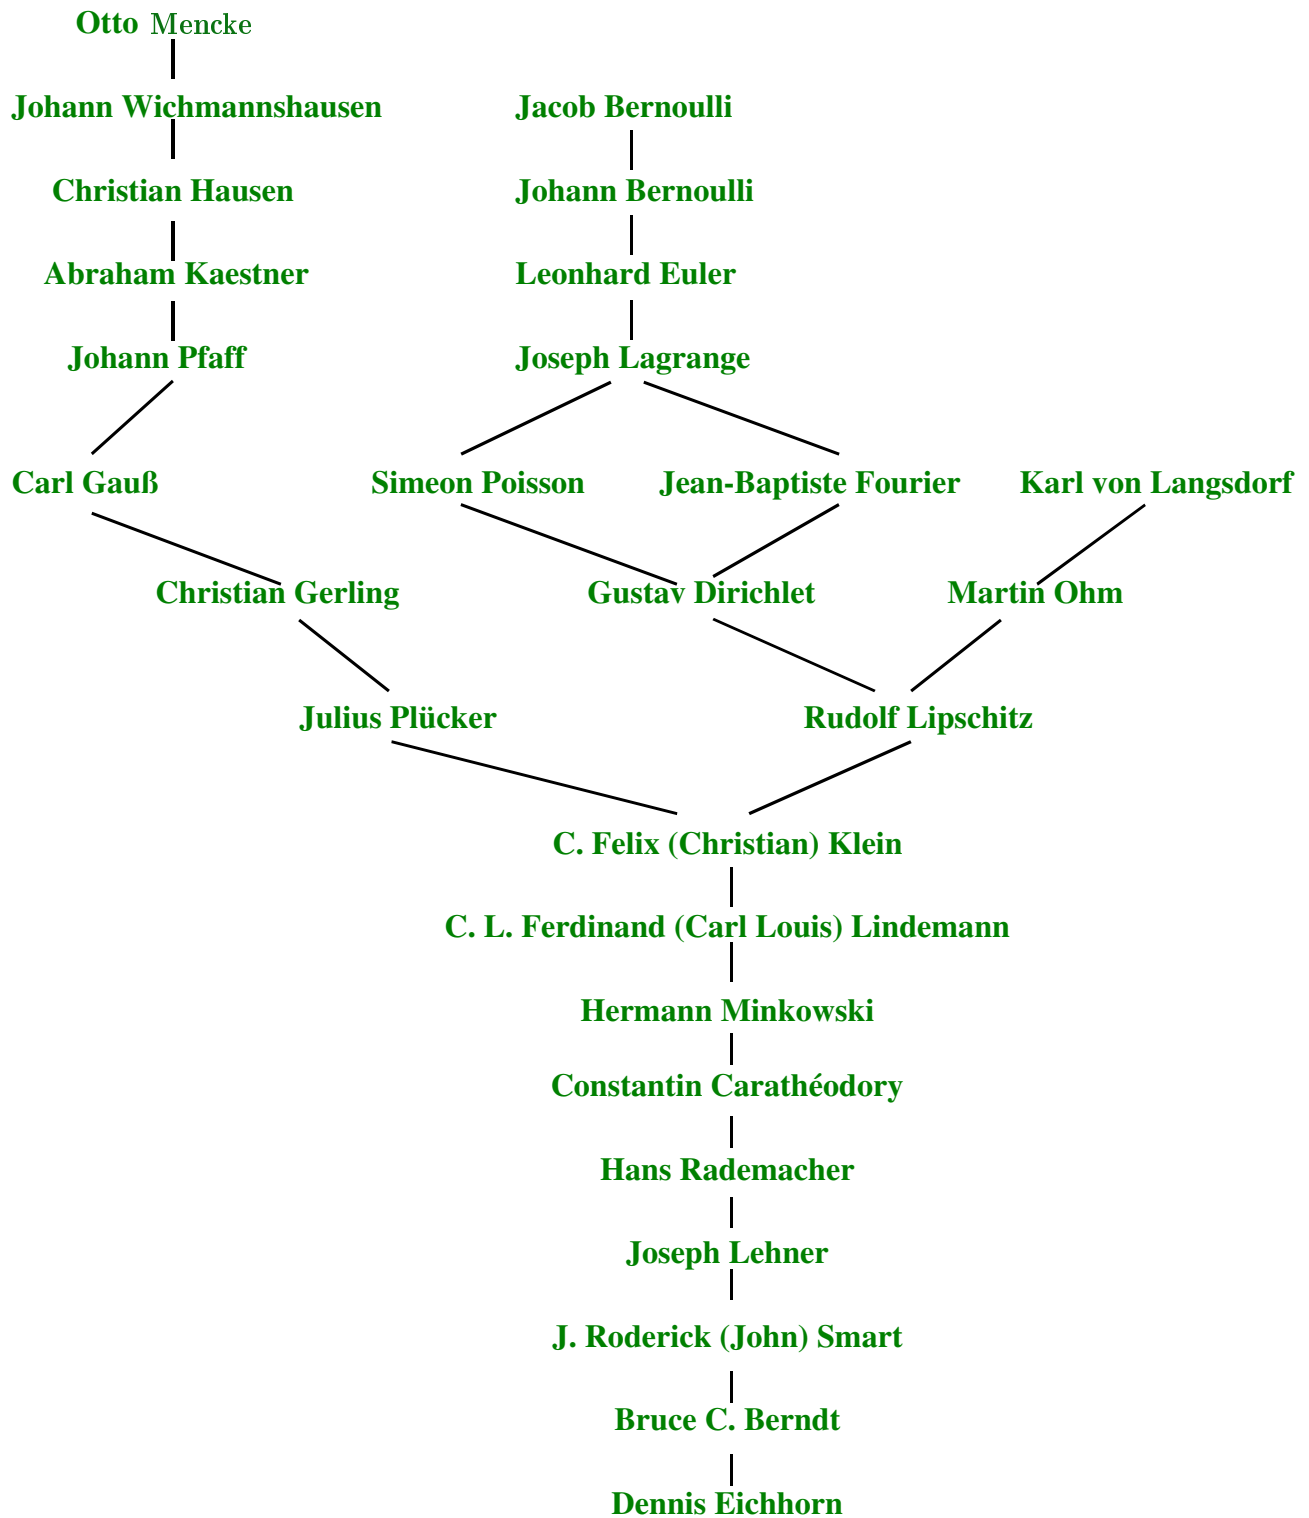 Otto Mencke
Johann Wichmannshausen
Jacob Bernoulli
Christian Hausen
Johann Bernoulli
Abraham Kaestner
Leonhard Euler
Johann Pfaff
Joseph Lagrange
Carl Gauß
Simeon Poisson
Jean-Baptiste Fourier
Karl von Langsdorf
Christian Gerling
Gustav Dirichlet
Martin Ohm
Julius Plücker
Rudolf Lipschitz
C. Felix (Christian) Klein
C. L. Ferdinand (Carl Louis) Lindemann
Hermann Minkowski
Constantin Carathéodory
Hans Rademacher
Joseph Lehner
J. Roderick (John) Smart
Bruce C. Berndt
Dennis Eichhorn